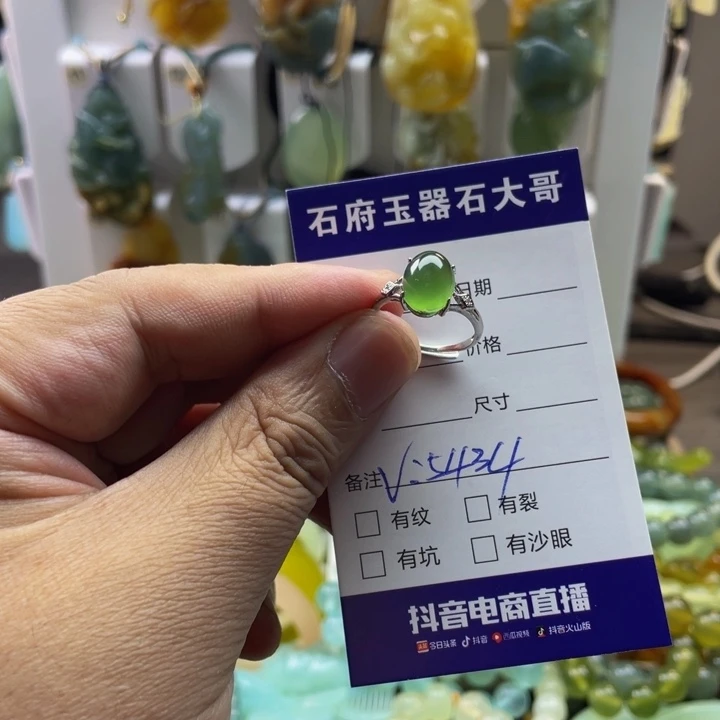 石府玉器石大哥
日期
价格
尺寸
备注 V:5434
有纹 有裂
有坑 有沙眼
抖音电商直播
今日头条 抖音 西瓜视频 抖音火山版